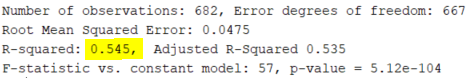 Number of observations: 682, Error degrees of freedom: 667
Root Mean Squared Error: 0.0475
R-squared: 0.545, Adjusted R-Squared 0.535
F-statistic vs. constant model: 57, p-value = 5.12e-104